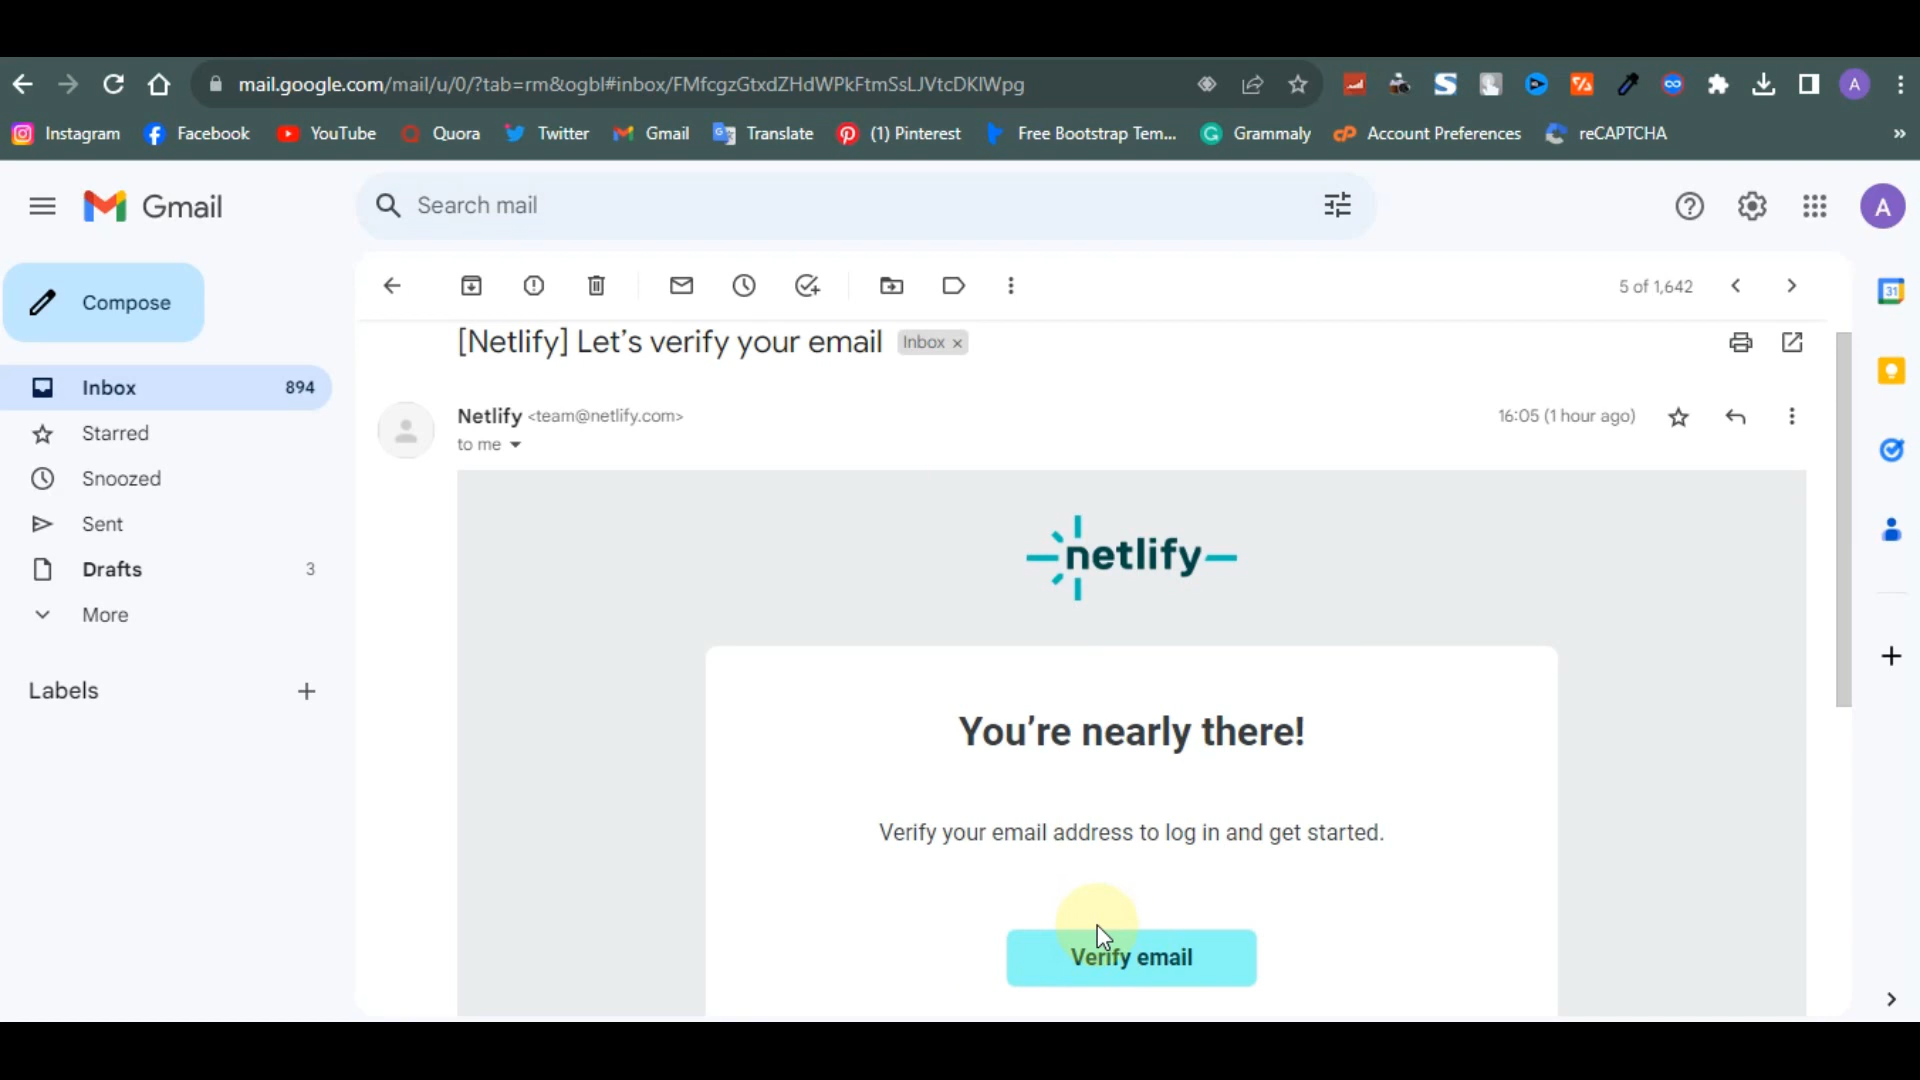 mail.google.com/mail/u/0/?tab=rm&ogbl#inbox/FMfcgzGtxdZHdWPkFtmSsLJVtcDKlWpg
A
Instagram Facebook YouTube Quora Twitter Gmail Translate (1) Pinterest Free Bootstrap Tem... Grammaly Account Preferences reCAPTCHA »
Gmail
Search mail
A
Compose
5 of 1,642
31
[Netlify] Let's verify your email Inbox ×
Inbox 894
Netlify <team@netlify.com> 16:05 (1 hour ago)
to me
Starred
Snoozed
Sent
Drafts 3
More
Labels
netlify
You're nearly there!
Verify your email address to log in and get started.
Verify email